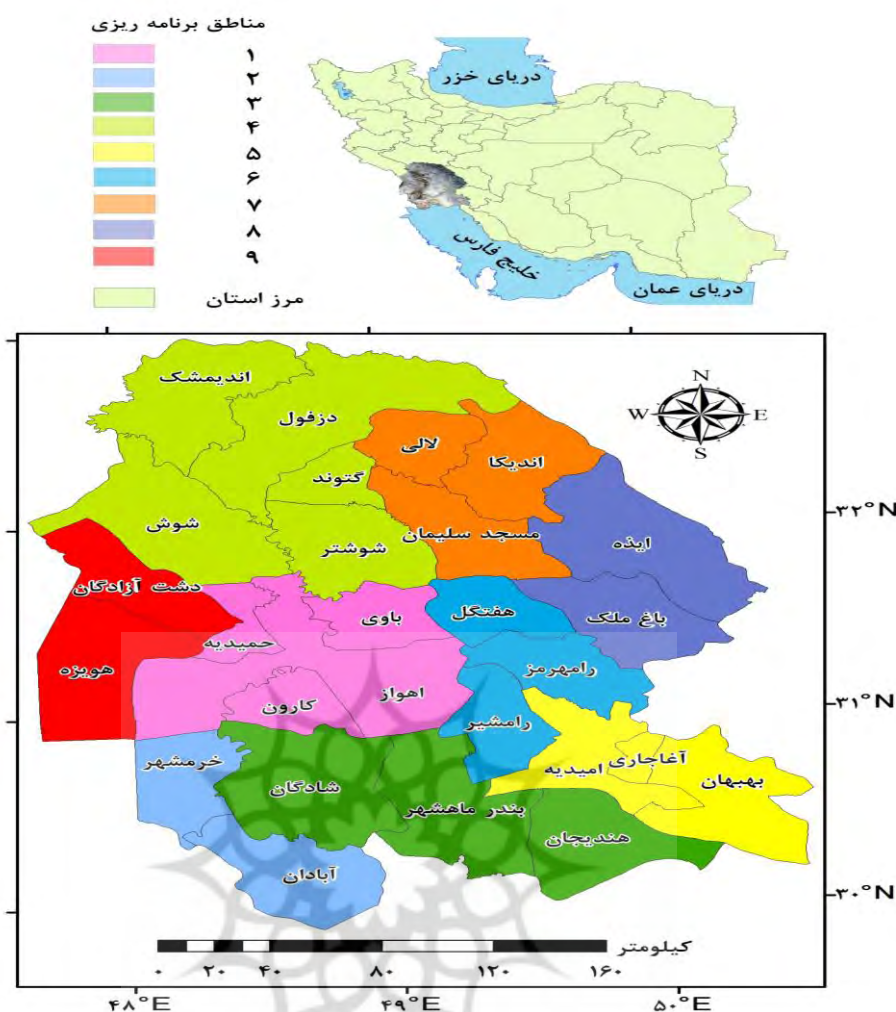 مناطق برنامه ریزی
۱
۲
۳
۴
۵
۶
۷
۸
۹
مرز استان
دریای خزر
خلیج فارس
دریای عمان
N
W E
S
اندیمشک
دزفول
لالی
اندیکا
گتوند
شوش
شوشتر
مسجد سلیمان
ایذه
دشت آزادگان
باوی
هفتگل
باغ ملک
حمیدیه
هویزه
اهواز
رامهرمز
کارون
رامشیر
خرمشهر
شادگان
آغاجاری
امیدیه
بهبهان
بندر ماهشهر
هندیجان
آبادان
۳۲°N
۳۱°N
۳۰°N
کیلومتر
۰ ۲۰ ۴۰ ۸۰ ۱۲۰ ۱۶۰
۴۸°E ۴۹°E ۵۰°E